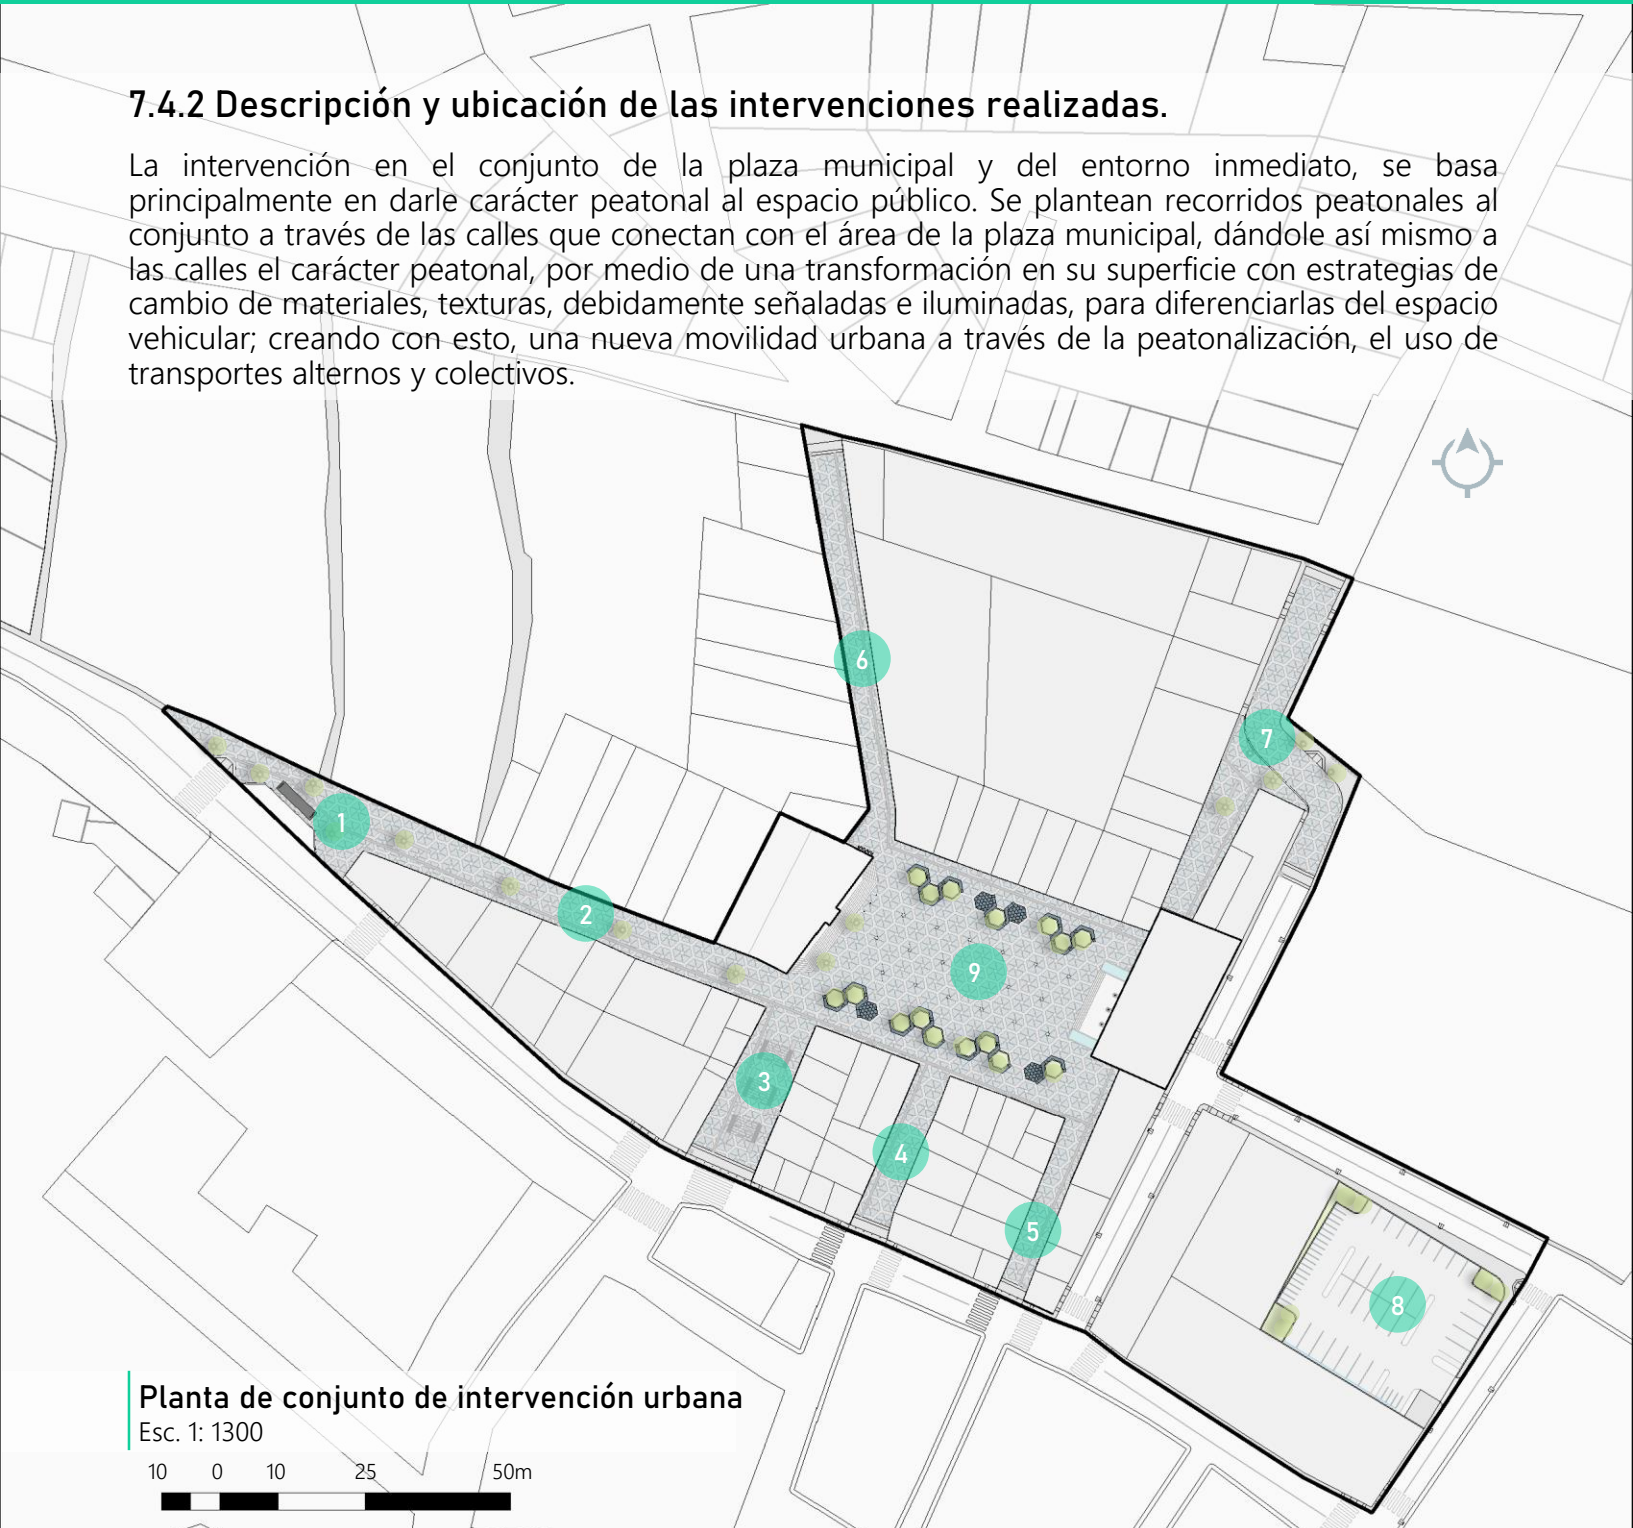 7.4.2 Descripción y ubicación de las intervenciones realizadas.
La intervención en el conjunto de la plaza municipal y del entorno inmediato, se basa
principalmente en darle carácter peatonal al espacio público. Se plantean recorridos peatonales al
conjunto a través de las calles que conectan con el área de la plaza municipal, dándole así mismo a
las calles el carácter peatonal, por medio de una transformación en su superficie con estrategias de
cambio de materiales, texturas, debidamente señaladas e iluminadas, para diferenciarlas del espacio
vehicular; creando con esto, una nueva movilidad urbana a través de la peatonalización, el uso de
transportes alternos y colectivos.
6
7
1
2
9
3
4
5
8
Planta de conjunto de intervención urbana
Esc. 1: 1300
10 0 10 25 50m